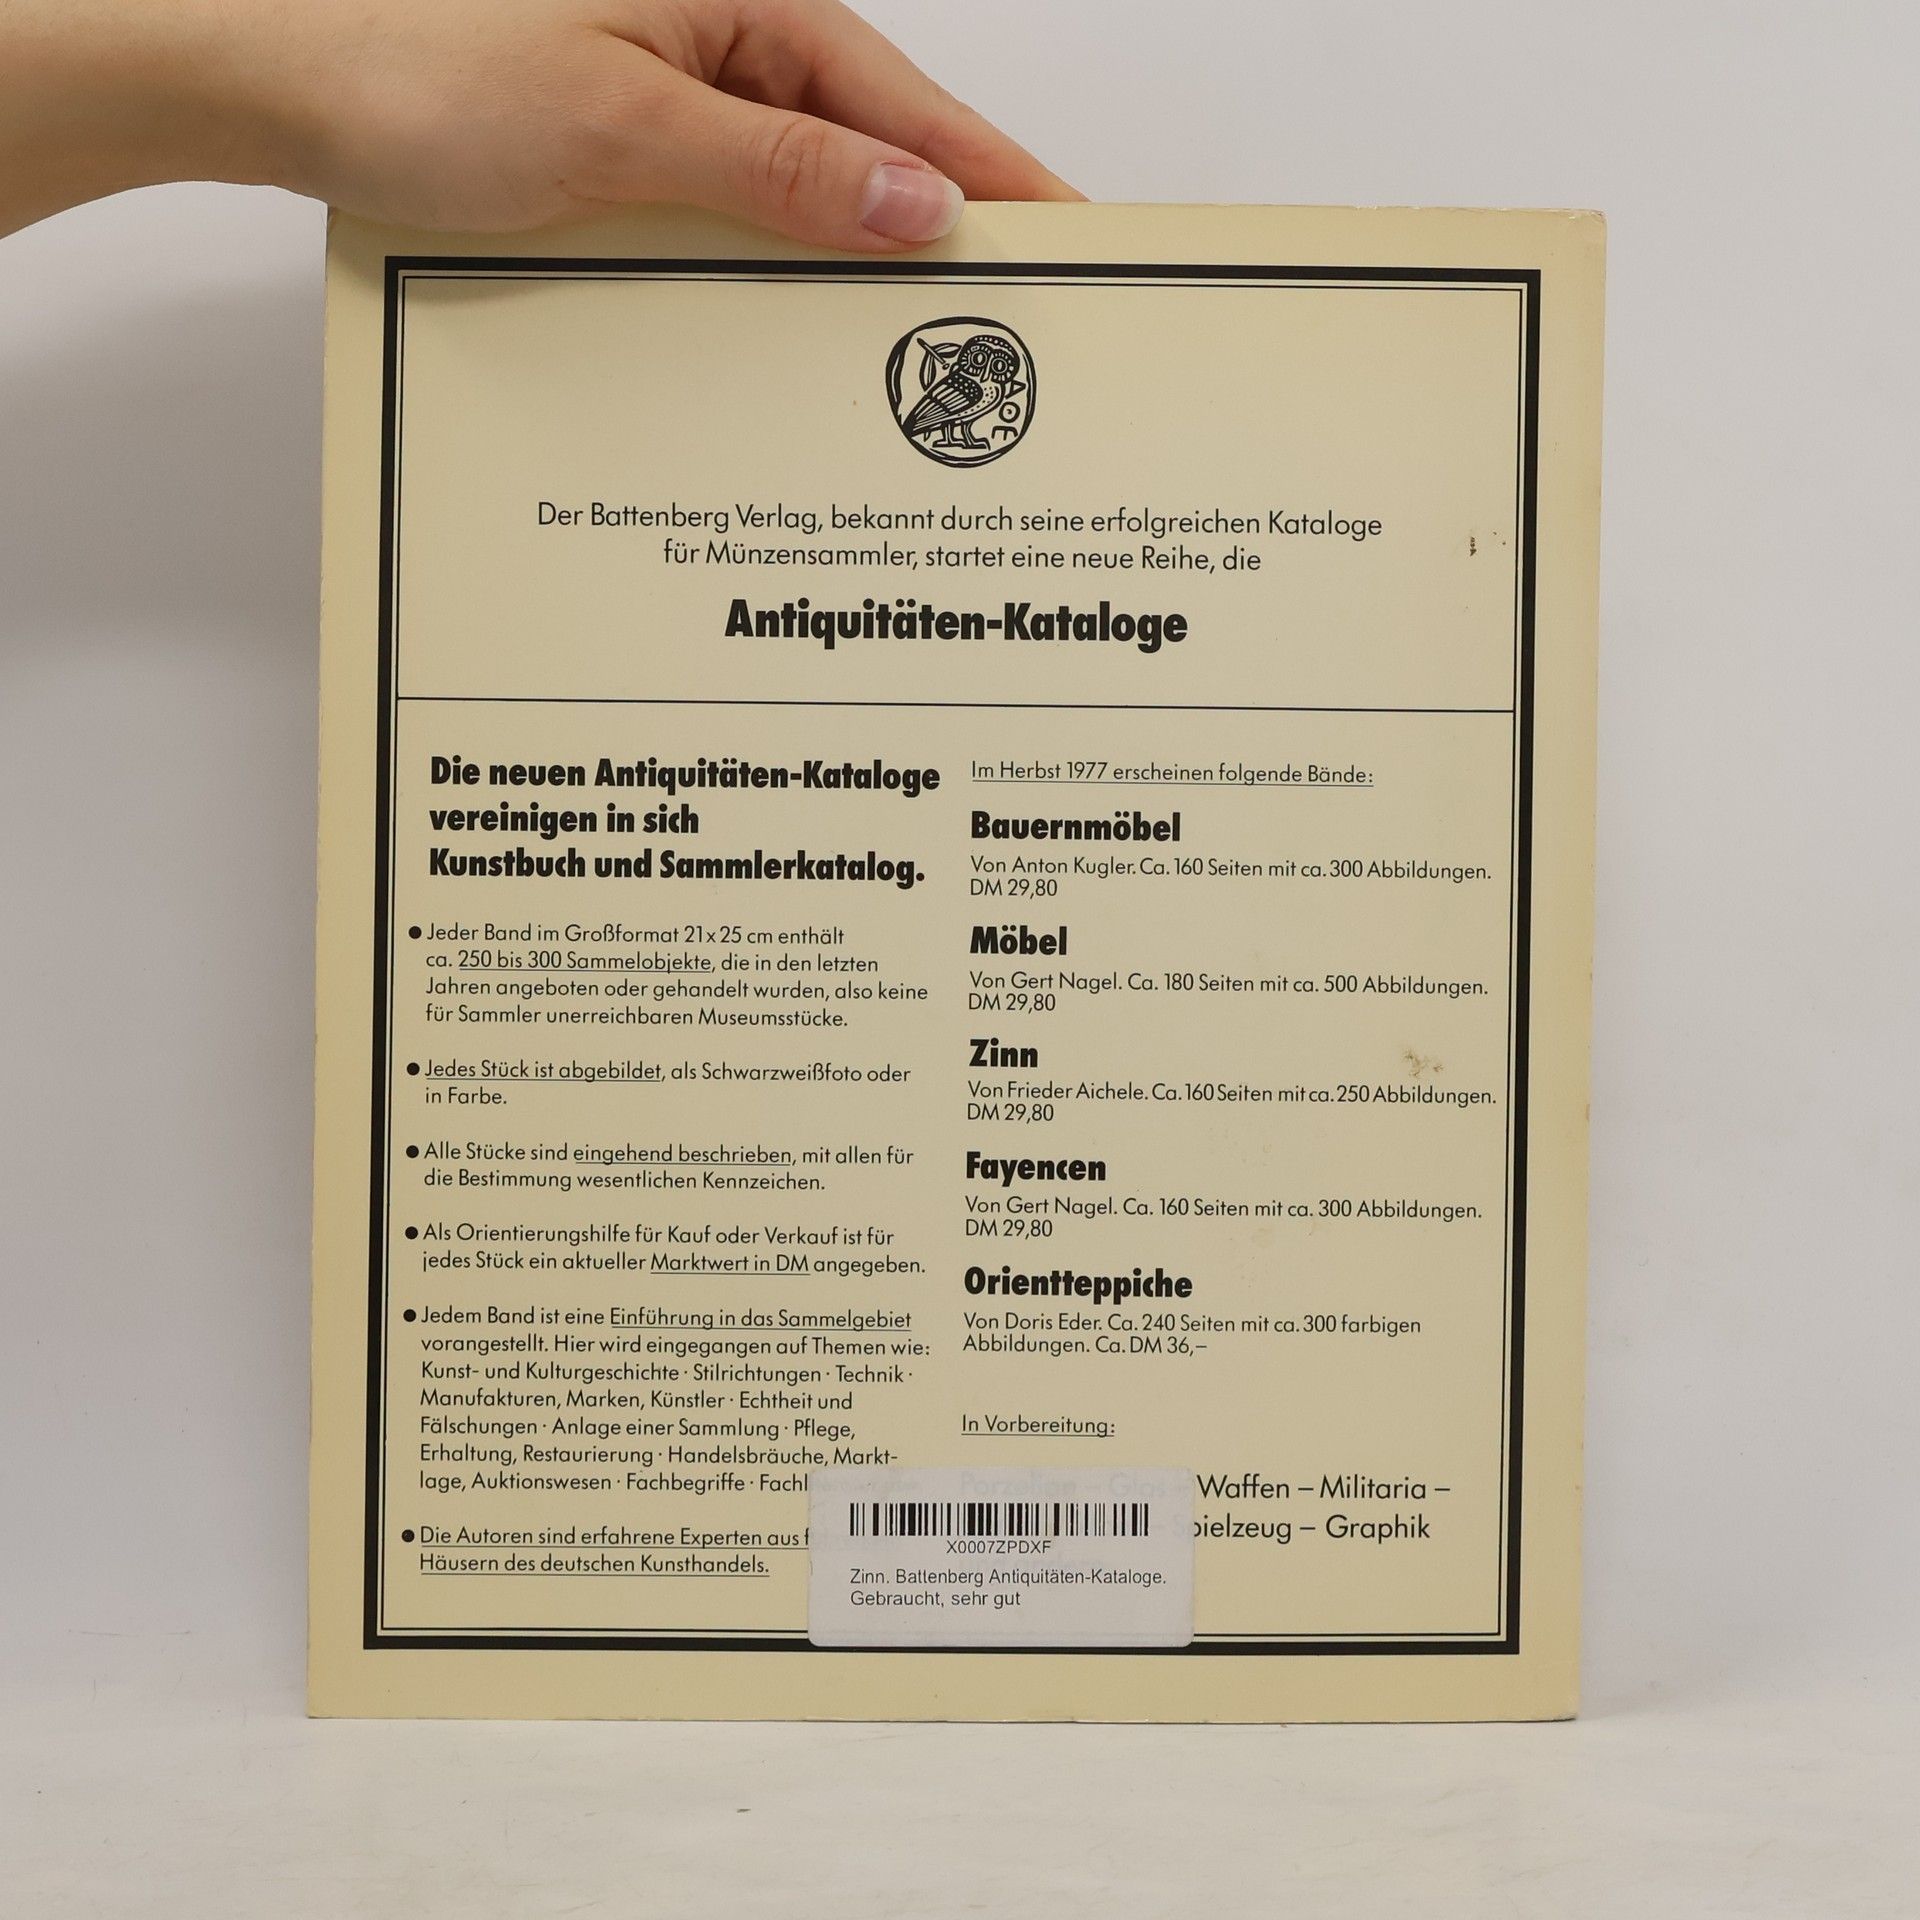 Der Battenberg Verlag, bekannt durch seine erfolgreichen Kataloge
für Münzensammler, startet eine neue Reihe, die
Antiquitäten-Kataloge
Die neuen Antiquitäten-Kataloge
vereinigen in sich
Kunstbuch und Sammlerkatalog.
● Jeder Band im Großformat 21 x 25 cm enthält
ca. 250 bis 300 Sammelobjekte, die in den letzten
Jahren angeboten oder gehandelt wurden, also keine
für Sammler unerreichbaren Museumsstücke.
● Jedes Stück ist abgebildet, als Schwarzweißfoto oder
in Farbe.
● Alle Stücke sind eingehend beschrieben, mit allen für
die Bestimmung wesentlichen Kennzeichen.
● Als Orientierungshilfe für Kauf oder Verkauf ist für
jedes Stück ein aktueller Marktwert in DM angegeben.
● Jedem Band ist eine Einführung in das Sammelgebiet
vorangestellt. Hier wird eingegangen auf Themen wie:
Kunst- und Kulturgeschichte · Stilrichtungen · Technik ·
Manufakturen, Marken, Künstler · Echtheit und
Fälschungen · Anlage einer Sammlung · Pflege,
Erhaltung, Restaurierung · Handelsbräuche, Markt-
lage, Auktionswesen · Fachbegriffe ·
● Die Autoren sind erfahrene Experten aus
Häusern des deutschen Kunsthandels.
Im Herbst 1977 erscheinen folgende Bände:
Bauernmöbel
Von Anton Kugler. Ca. 160 Seiten mit ca. 300 Abbildungen.
DM 29,80
Möbel
Von Gert Nagel. Ca. 180 Seiten mit ca. 500 Abbildungen.
DM 29,80
Zinn
Von Frieder Aichele. Ca. 160 Seiten mit ca. 250 Abbildungen.
DM 29,80
Fayencen
Von Gert Nagel. Ca. 160 Seiten mit ca. 300 Abbildungen.
DM 29,80
Orientteppiche
Von Doris Eder. Ca. 240 Seiten mit ca. 300 farbigen
Abbildungen. Ca. DM 36,–
In Vorbereitung:
Porzellan – Glas – Waffen – Militaria –
– Spielzeug – Graphik
X0007ZPDXF
Zinn. Battenberg Antiquitäten-Kataloge.
Gebraucht, sehr gut